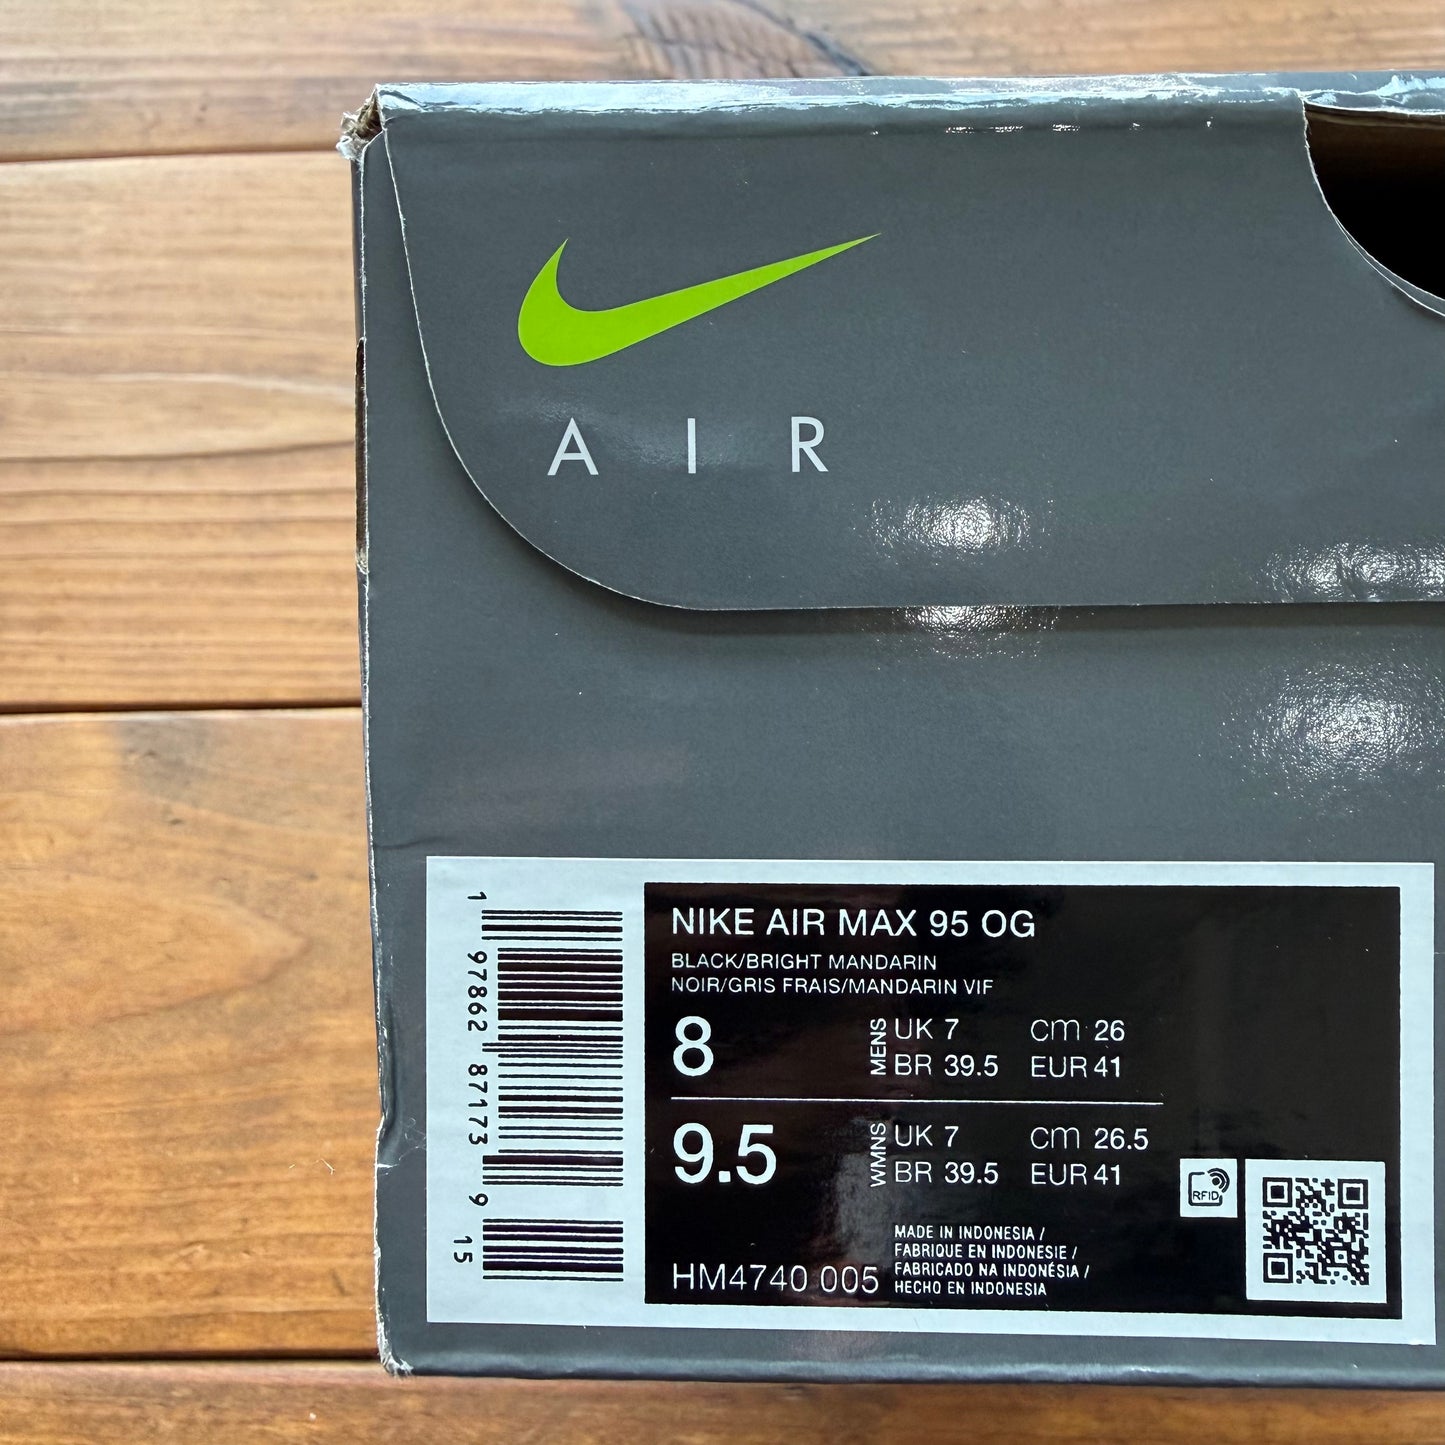 AIR
NIKE AIR MAX 95 OG
BLACK/BRIGHT MANDARIN
NOIR/GRIS FRAIS/MANDARIN VIF
8 MENS UK 7 cm 26
BR 39.5 EUR 41
9.5 WMNS UK 7 cm 26.5
BR 39.5 EUR 41
RFID
MADE IN INDONESIA /
FABRIQUE EN INDONESIE /
FABRICADO NA INDONÉSIA /
HECHO EN INDONESIA
HM4740 005
1 97862 87173 9 15